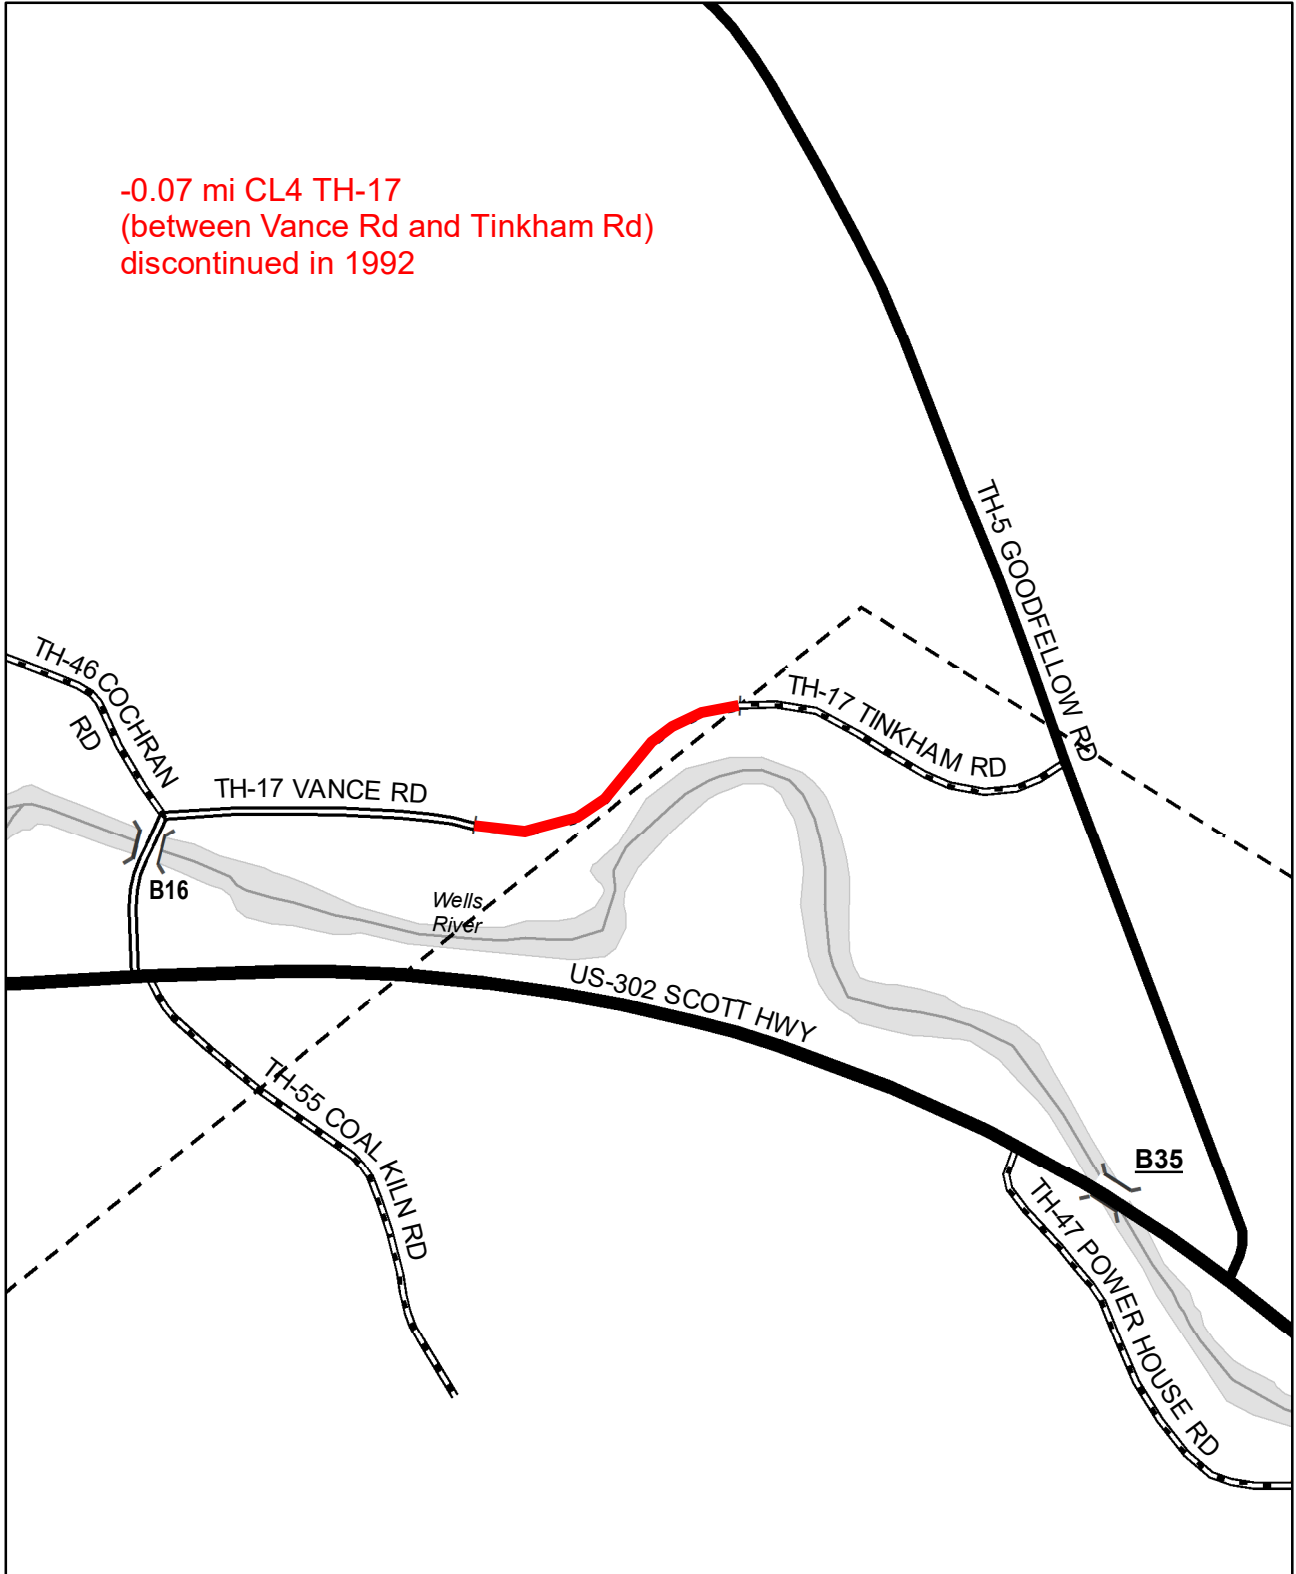 -0.07 mi CL4 TH-17
(between Vance Rd and Tinkham Rd)
discontinued in 1992
TH-5 GOODFELLOW RD
TH-46 COCHRAN
RD
TH-17 TINKHAM RD
TH-17 VANCE RD
B16
Wells
River
US-302 SCOTT HWY
TH-55 COAL KILN RD
B35
TH-47 POWER HOUSE RD